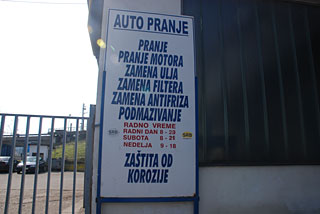 AUTO PRANJE
PRANJE
PRANJE MOTORA
ZAMENA ULJA
ZAMENA FILTERA
ZAMENA ANTIFRIZA
PODMAZIVANJE
RADNO VREME
RADNI DAN 8 - 20
SUBOTA 8 - 21
NEDELJA 9 - 18
ZAŠTITA OD
KOROZIJE